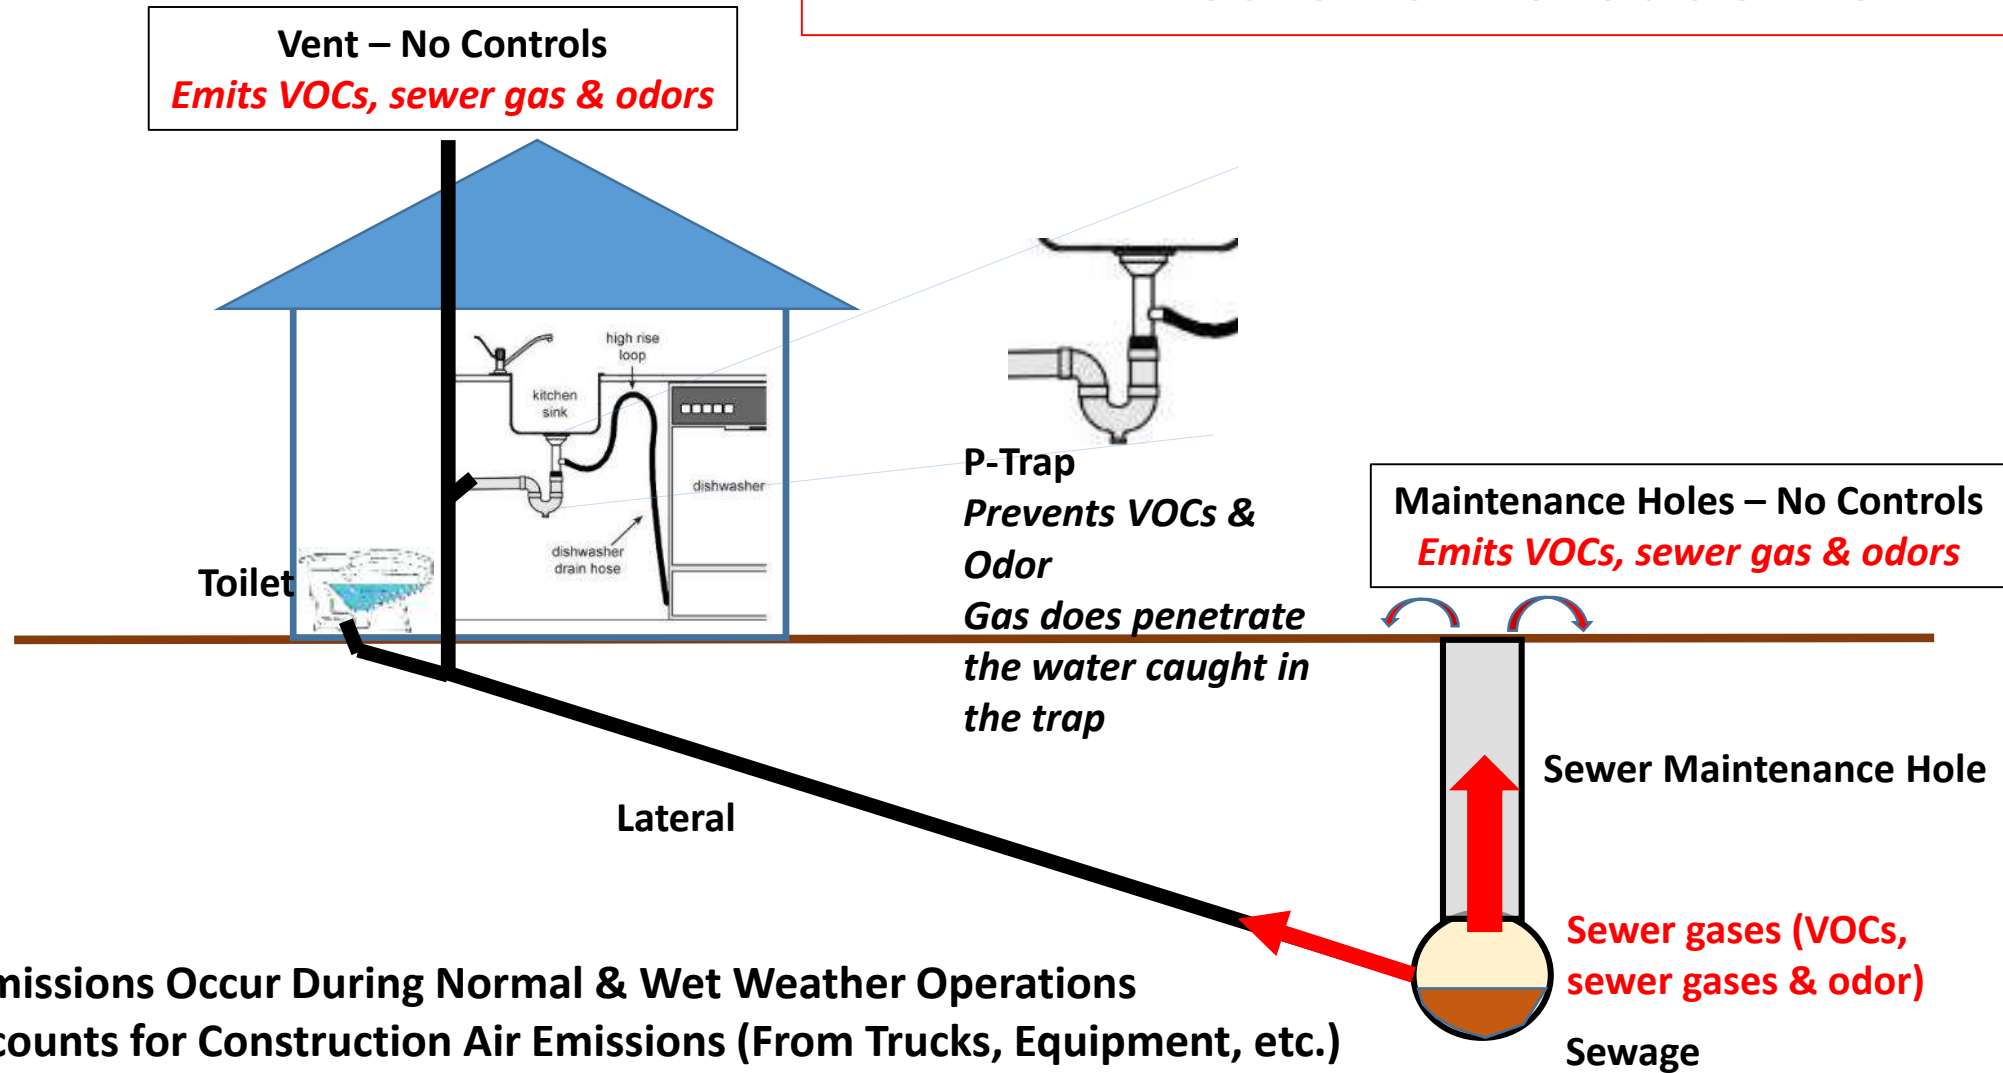 Vent – No Controls
Emits VOCs, sewer gas & odors
high rise
loop
kitchen
sink
dishwasher
dishwasher
drain hose
Toilet
P-Trap
Prevents VOCs &
Odor
Gas does penetrate
the water caught in
the trap
Maintenance Holes – No Controls
Emits VOCs, sewer gas & odors
Sewer Maintenance Hole
Lateral
Sewer gases (VOCs,
sewer gases & odor)
Sewage
missions Occur During Normal & Wet Weather Operations
counts for Construction Air Emissions (From Trucks, Equipment, etc.)